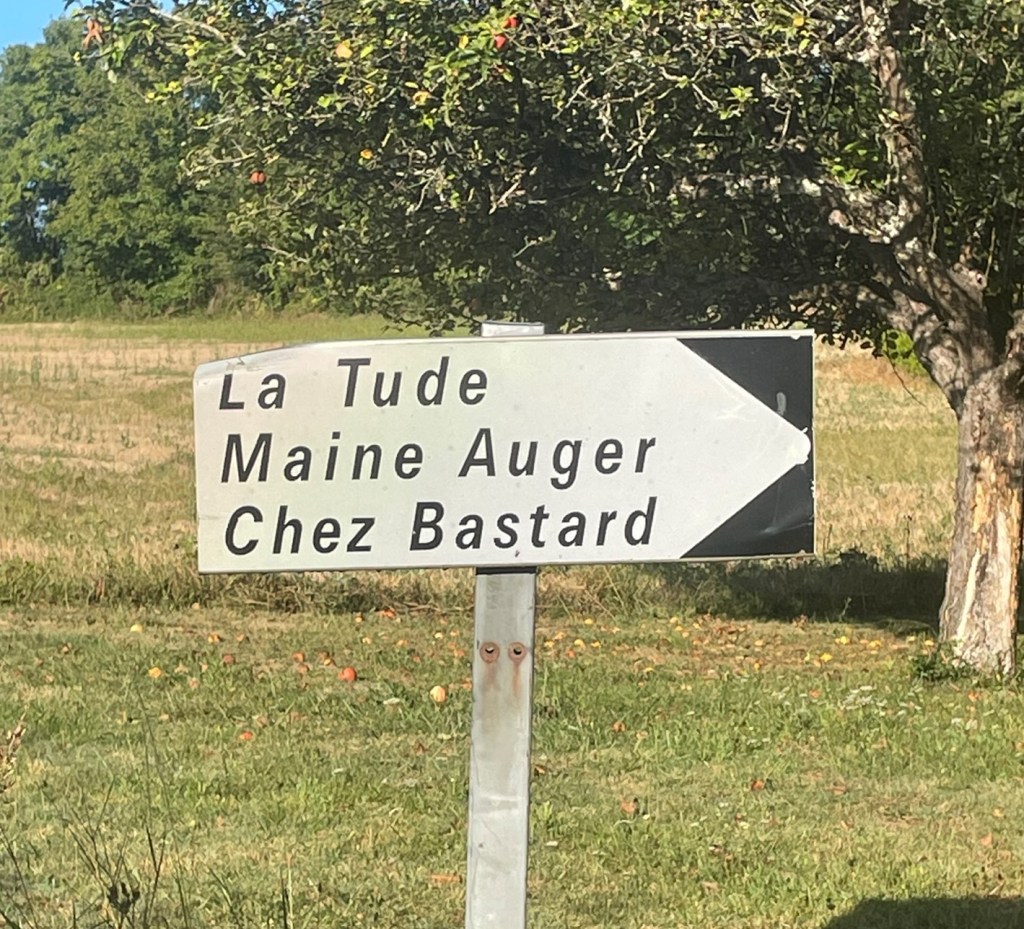 La Tude
Maine Auger
Chez Bastard